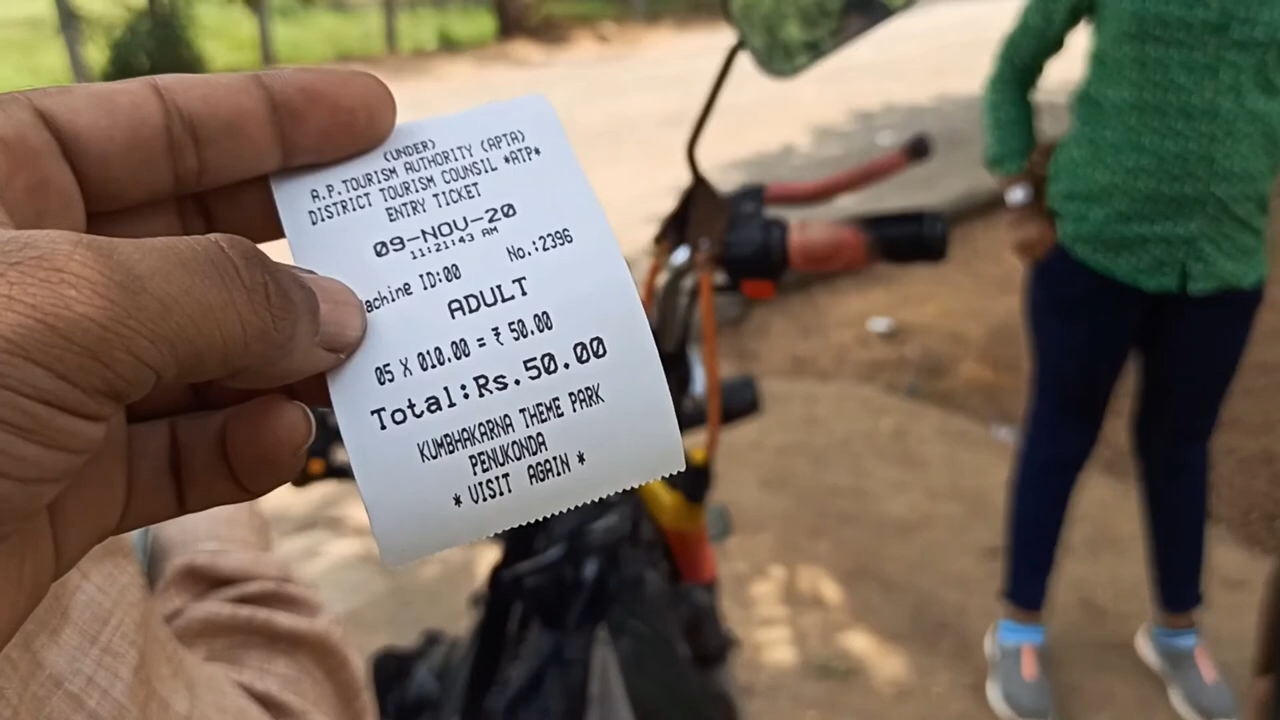 (UNDER)
A.P.TOURISM AUTHORITY (APTA)
DISTRICT TOURISM COUNSIL *ATP*
ENTRY TICKET
09-NOV-20
11:21:43 AM
achine ID:00 No.:2396
ADULT
05 X 010.00 = ₹ 50.00
Total:Rs.50.00
KUMBHAKARNA THEME PARK
PENUKONDA
* VISIT AGAIN *